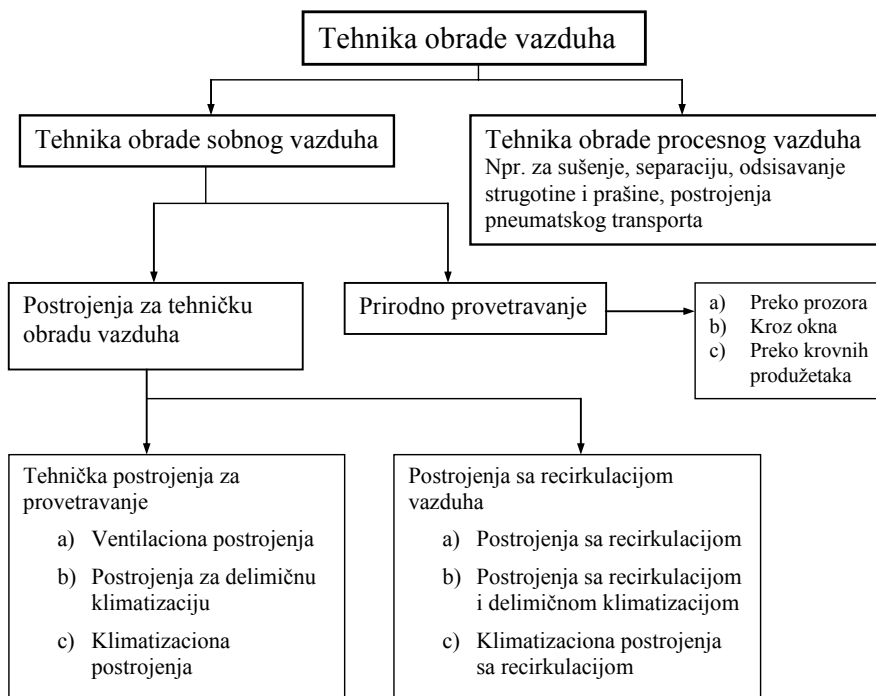 Tehnika obrade vazduha
Tehnika obrade sobnog vazduha
Tehnika obrade procesnog vazduha
Npr. za sušenje, separaciju, odsisavanje
strugotine i prašine, postrojenja
pneumatskog transporta
Postrojenja za tehničku
obradu vazduha
Prirodno provetravanje
a) Preko prozora
b) Kroz okna
c) Preko krovnih
produžetaka
Tehnička postrojenja za
provetravanje
a) Ventilaciona postrojenja
b) Postrojenja za delimičnu
klimatizaciju
c) Klimatizaciona
postrojenja
Postrojenja sa recirkulacijom
vazduha
a) Postrojenja sa recirkulacijom
b) Postrojenja sa recirkulacijom
i delimičnom klimatizacijom
c) Klimatizaciona postrojenja
sa recirkulacijom